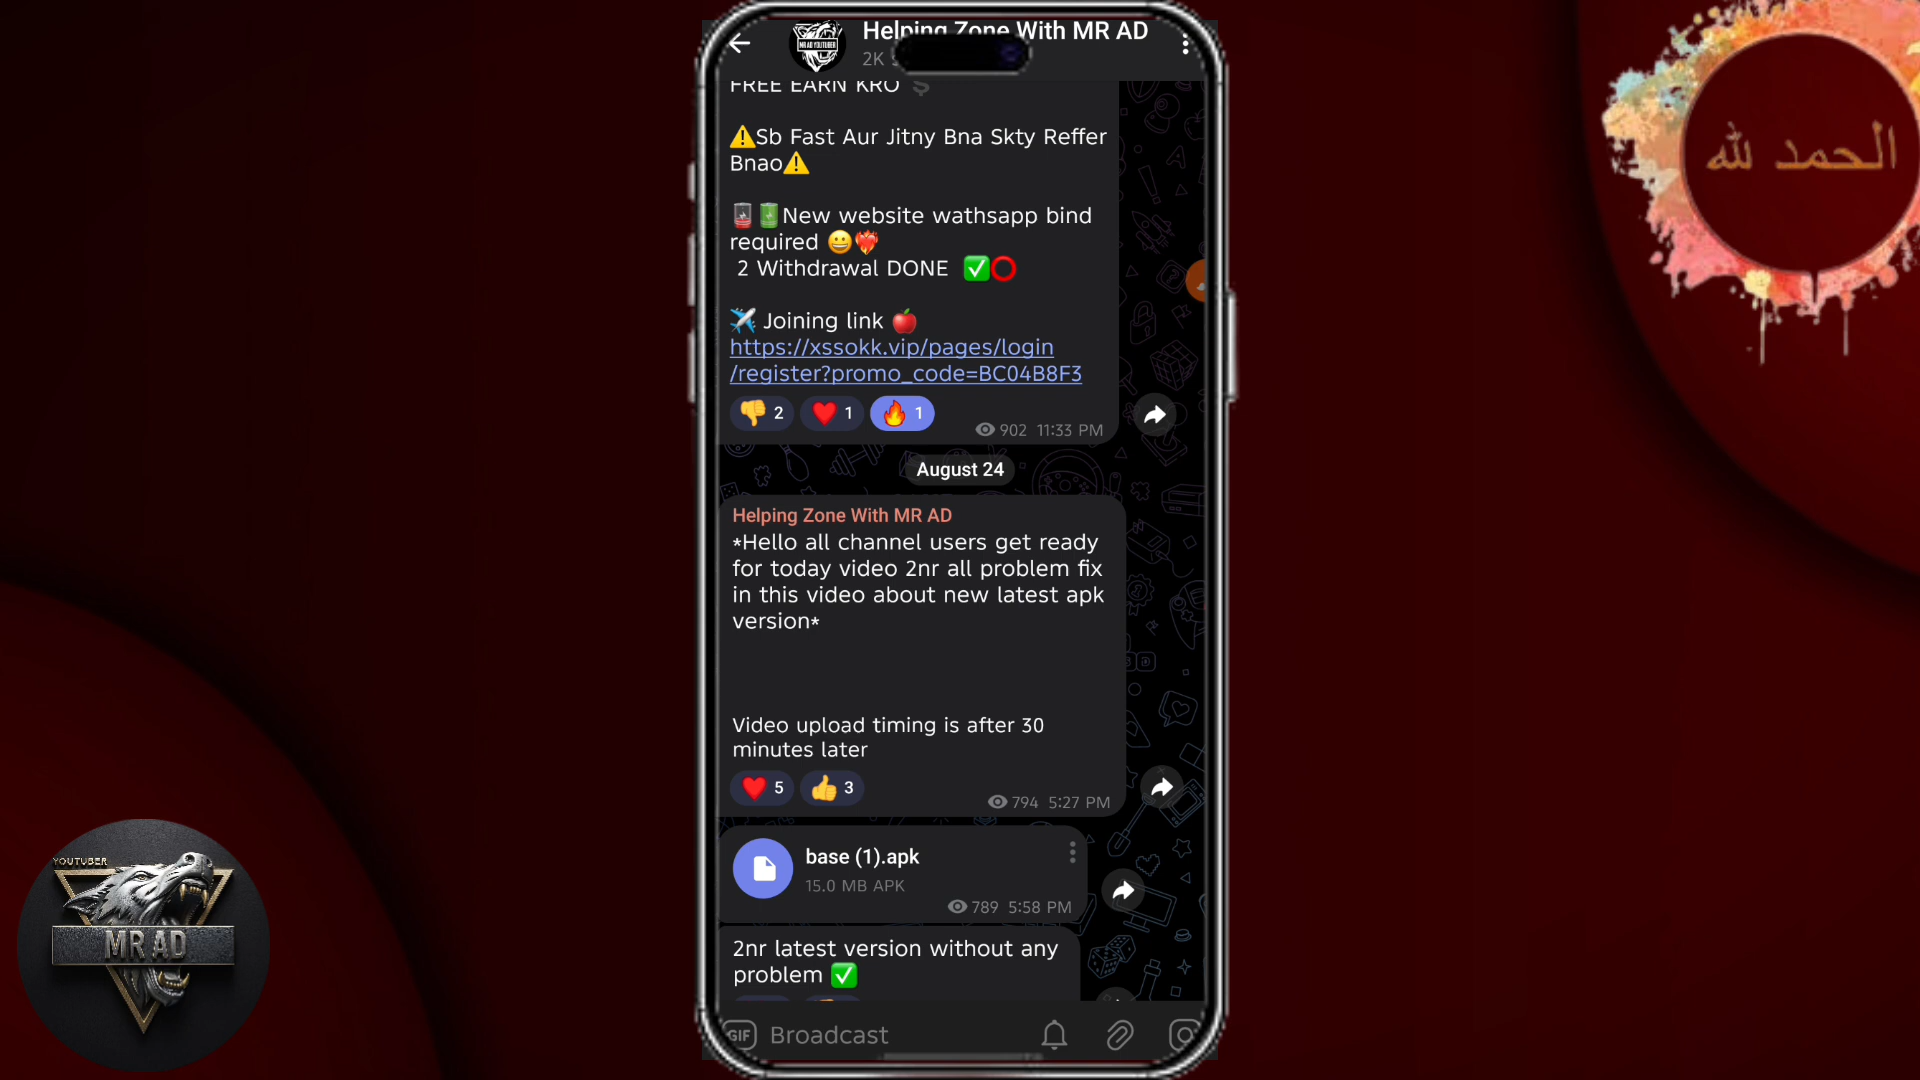 Helping Zone With MR AD
2K
FREE EARN KRO
⚠️Sb Fast Aur Jitny Bna Skty Reffer
Bnao⚠️
🪫🔋New website wathsapp bind
required 😀❤️‍🔥
2 Withdrawal DONE ✅⭕
✈️ Joining link 🍎
https://xssokk.vip/pages/login
/register?promo_code=BC04B8F3
👎 2 ❤️ 1 🔥 1
902 11:33 PM
August 24
Helping Zone With MR AD
*Hello all channel users get ready
for today video 2nr all problem fix
in this video about new latest apk
version*
Video upload timing is after 30
minutes later
❤️ 5 👍 3
794 5:27 PM
base (1).apk
15.0 MB APK
789 5:58 PM
2nr latest version without any
problem ✅
GIF Broadcast
الحمد لله
YOUTUBER
MR AD
MR AD YOUTUBER